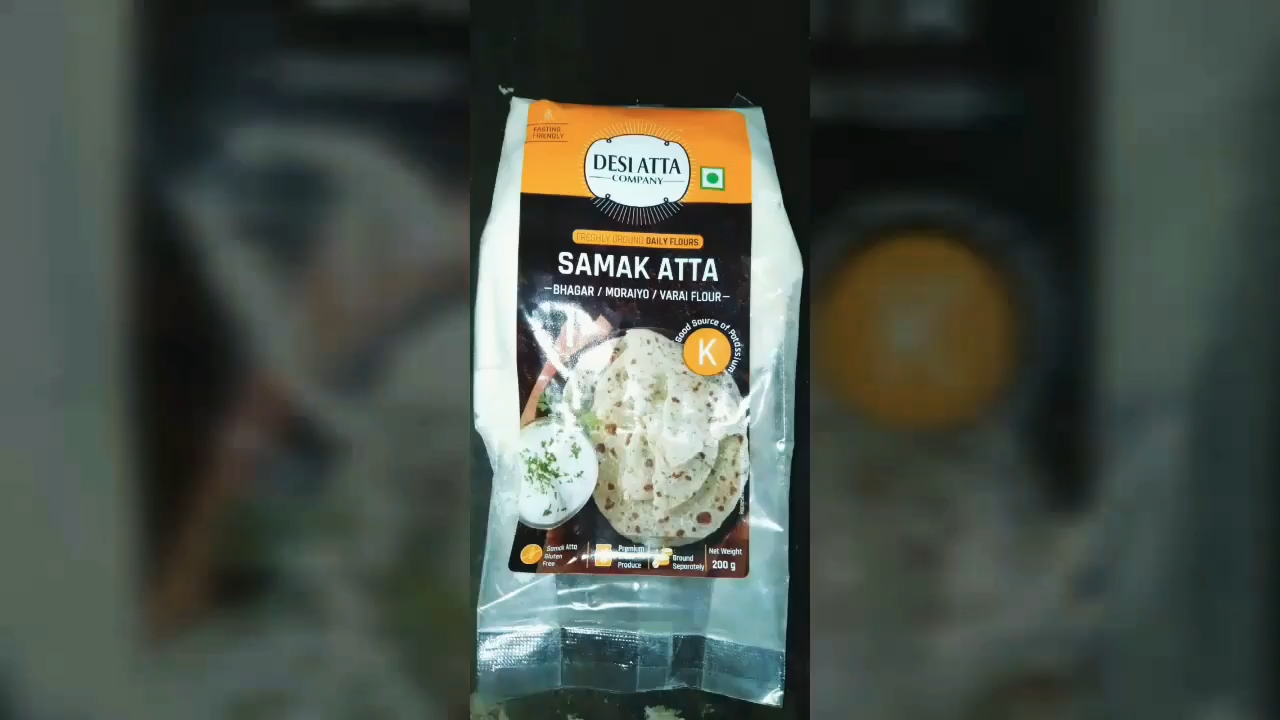 FASTING
FRIENDLY
DESI ATTA
COMPANY
FRESHLY GROUND DAILY FLOURS
SAMAK ATTA
BHAGAR / MORAIYO / VARAI FLOUR
Good Source of Potassium
K
Samak Atta
Gluten
Free
Premium
Produce
Ground
Separately
Net Weight
200 g